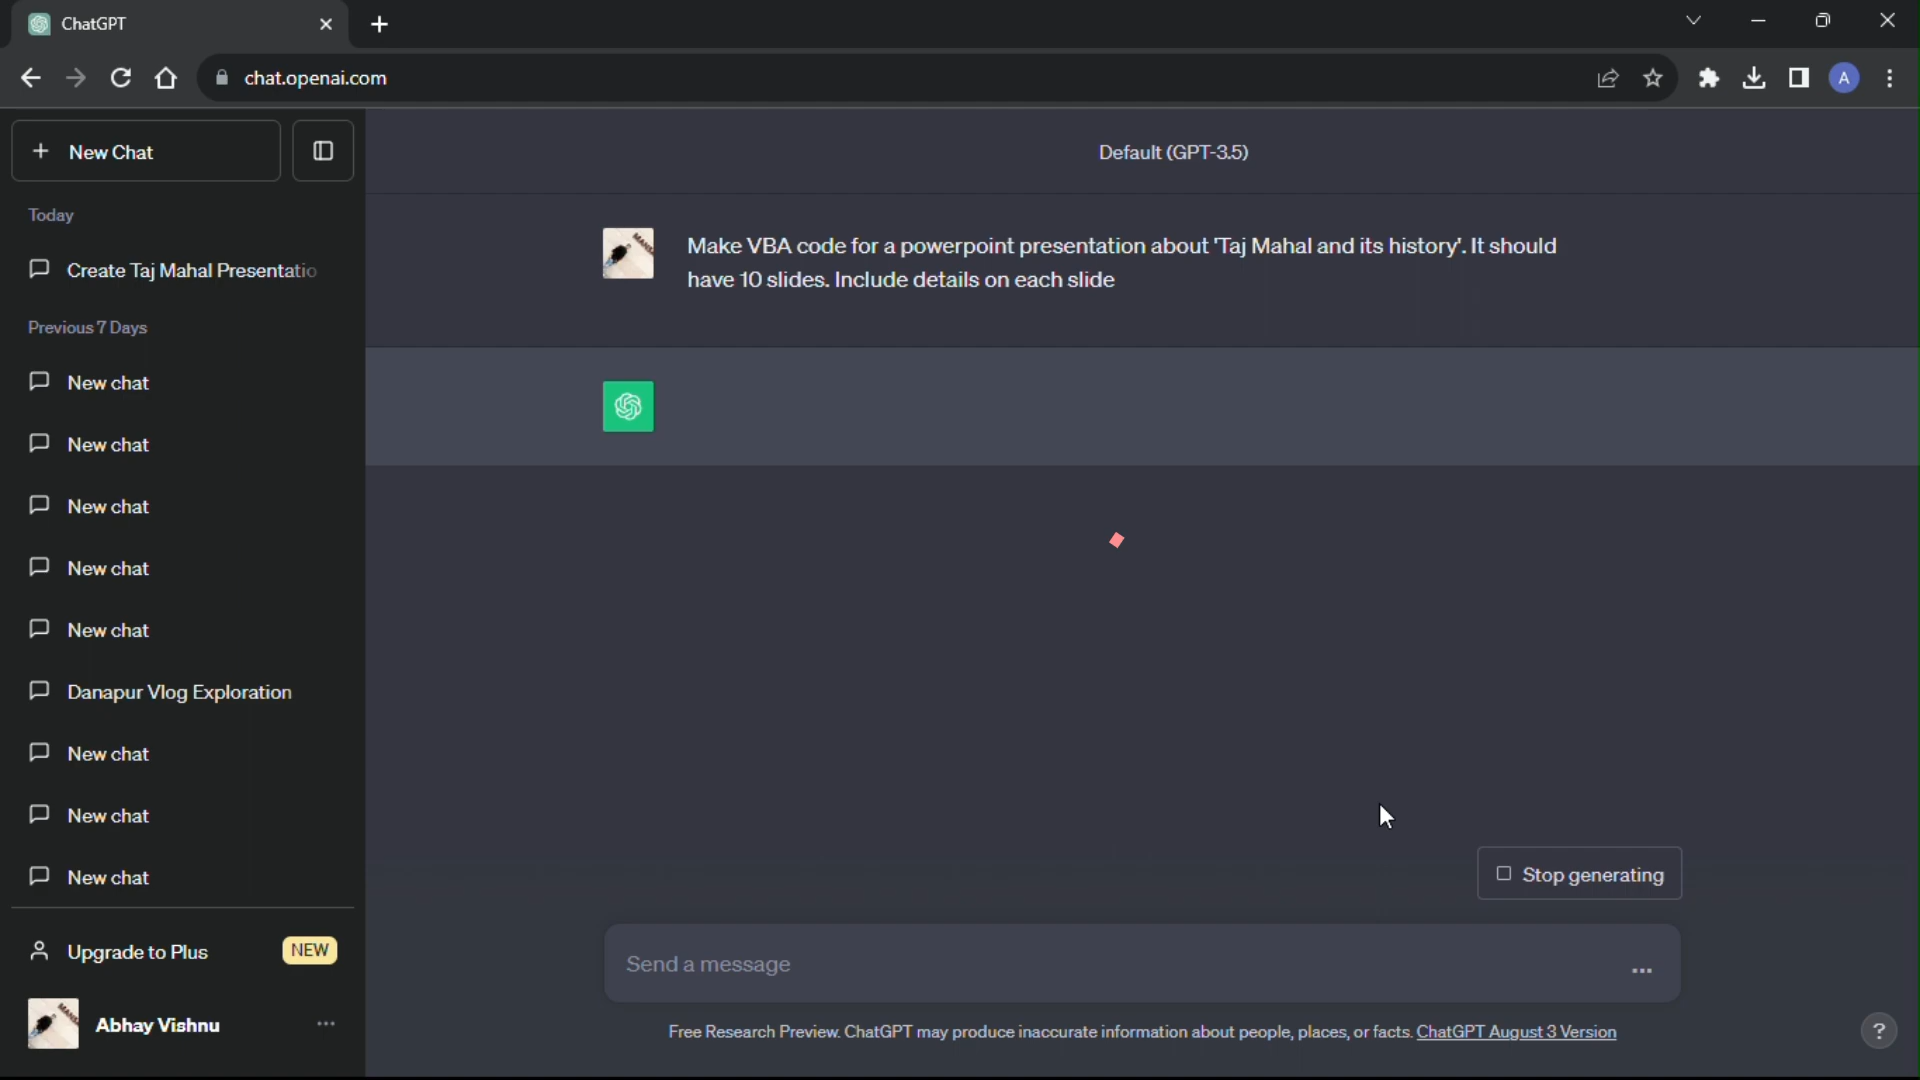 ChatGPT
chat.openai.com
A
New Chat
Today
Create Taj Mahal Presentatio
Previous 7 Days
New chat
New chat
New chat
New chat
New chat
Danapur Vlog Exploration
New chat
New chat
New chat
Upgrade to Plus NEW
Abhay Vishnu
Default (GPT-3.5)
Make VBA code for a powerpoint presentation about 'Taj Mahal and its history'. It should
have 10 slides. Include details on each slide
Stop generating
Send a message
Free Research Preview. ChatGPT may produce inaccurate information about people, places, or facts. ChatGPT August 3 Version
?